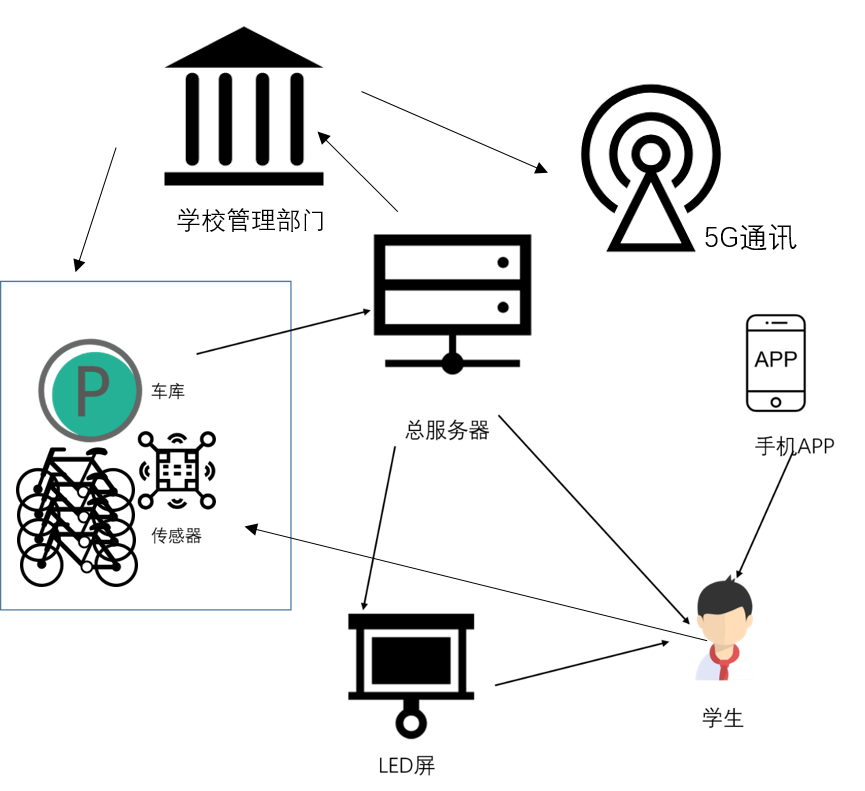 学校管理部门
5G通讯
P
车库
APP
总服务器
手机APP
传感器
学生
LED屏